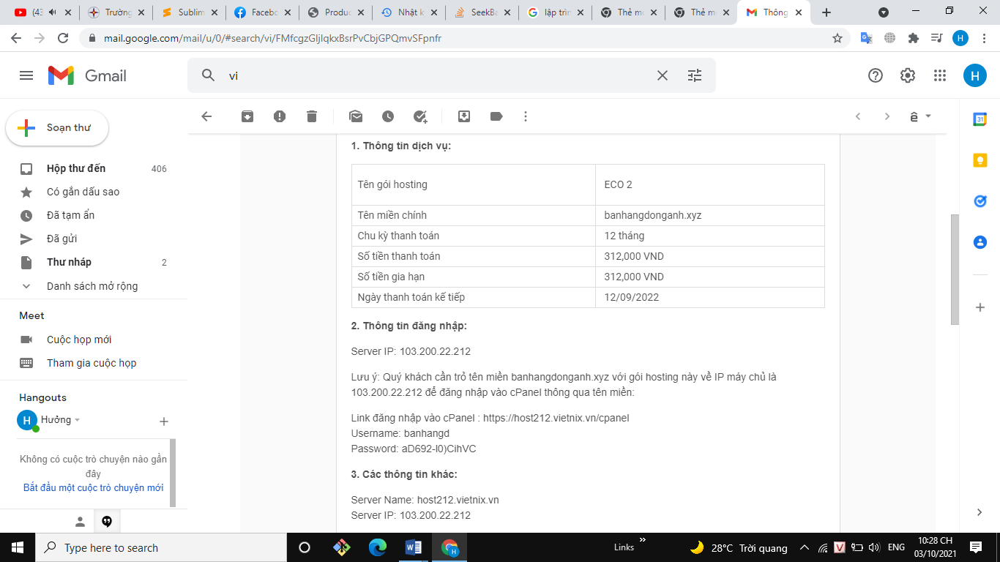 (43
Trường
Sublim
Facebo
Produc
Nhật k
SeekBa
lập trìn
Thẻ mớ
Thẻ mớ
Thông
mail.google.com/mail/u/0/#search/vi/FMfcgzGljlqkxBsrPvCbjGPQmvSFpnfr
H
Gmail
vi
H
Soạn thư
ê
Hộp thư đến 406
Có gắn dấu sao
Đã tạm ẩn
Đã gửi
Thư nháp 2
Danh sách mở rộng
Meet
Cuộc họp mới
Tham gia cuộc họp
Hangouts
H Hưởng
Không có cuộc trò chuyện nào gần
đây
Bắt đầu một cuộc trò chuyện mới
1. Thông tin dịch vụ:
Tên gói hosting ECO 2
Tên miền chính banhangdonganh.xyz
Chu kỳ thanh toán 12 tháng
Số tiền thanh toán 312,000 VND
Số tiền gia hạn 312,000 VND
Ngày thanh toán kế tiếp 12/09/2022
2. Thông tin đăng nhập:
Server IP: 103.200.22.212
Lưu ý: Quý khách cần trỏ tên miền banhangdonganh.xyz với gói hosting này về IP máy chủ là
103.200.22.212 để đăng nhập vào cPanel thông qua tên miền:
Link đăng nhập vào cPanel : https://host212.vietnix.vn/cpanel
Username: banhangd
Password: aD692-l0)CihVC
3. Các thông tin khác:
Server Name: host212.vietnix.vn
Server IP: 103.200.22.212
31
Type here to search
Links
28°C Trời quang
V
ENG
10:28 CH
03/10/2021